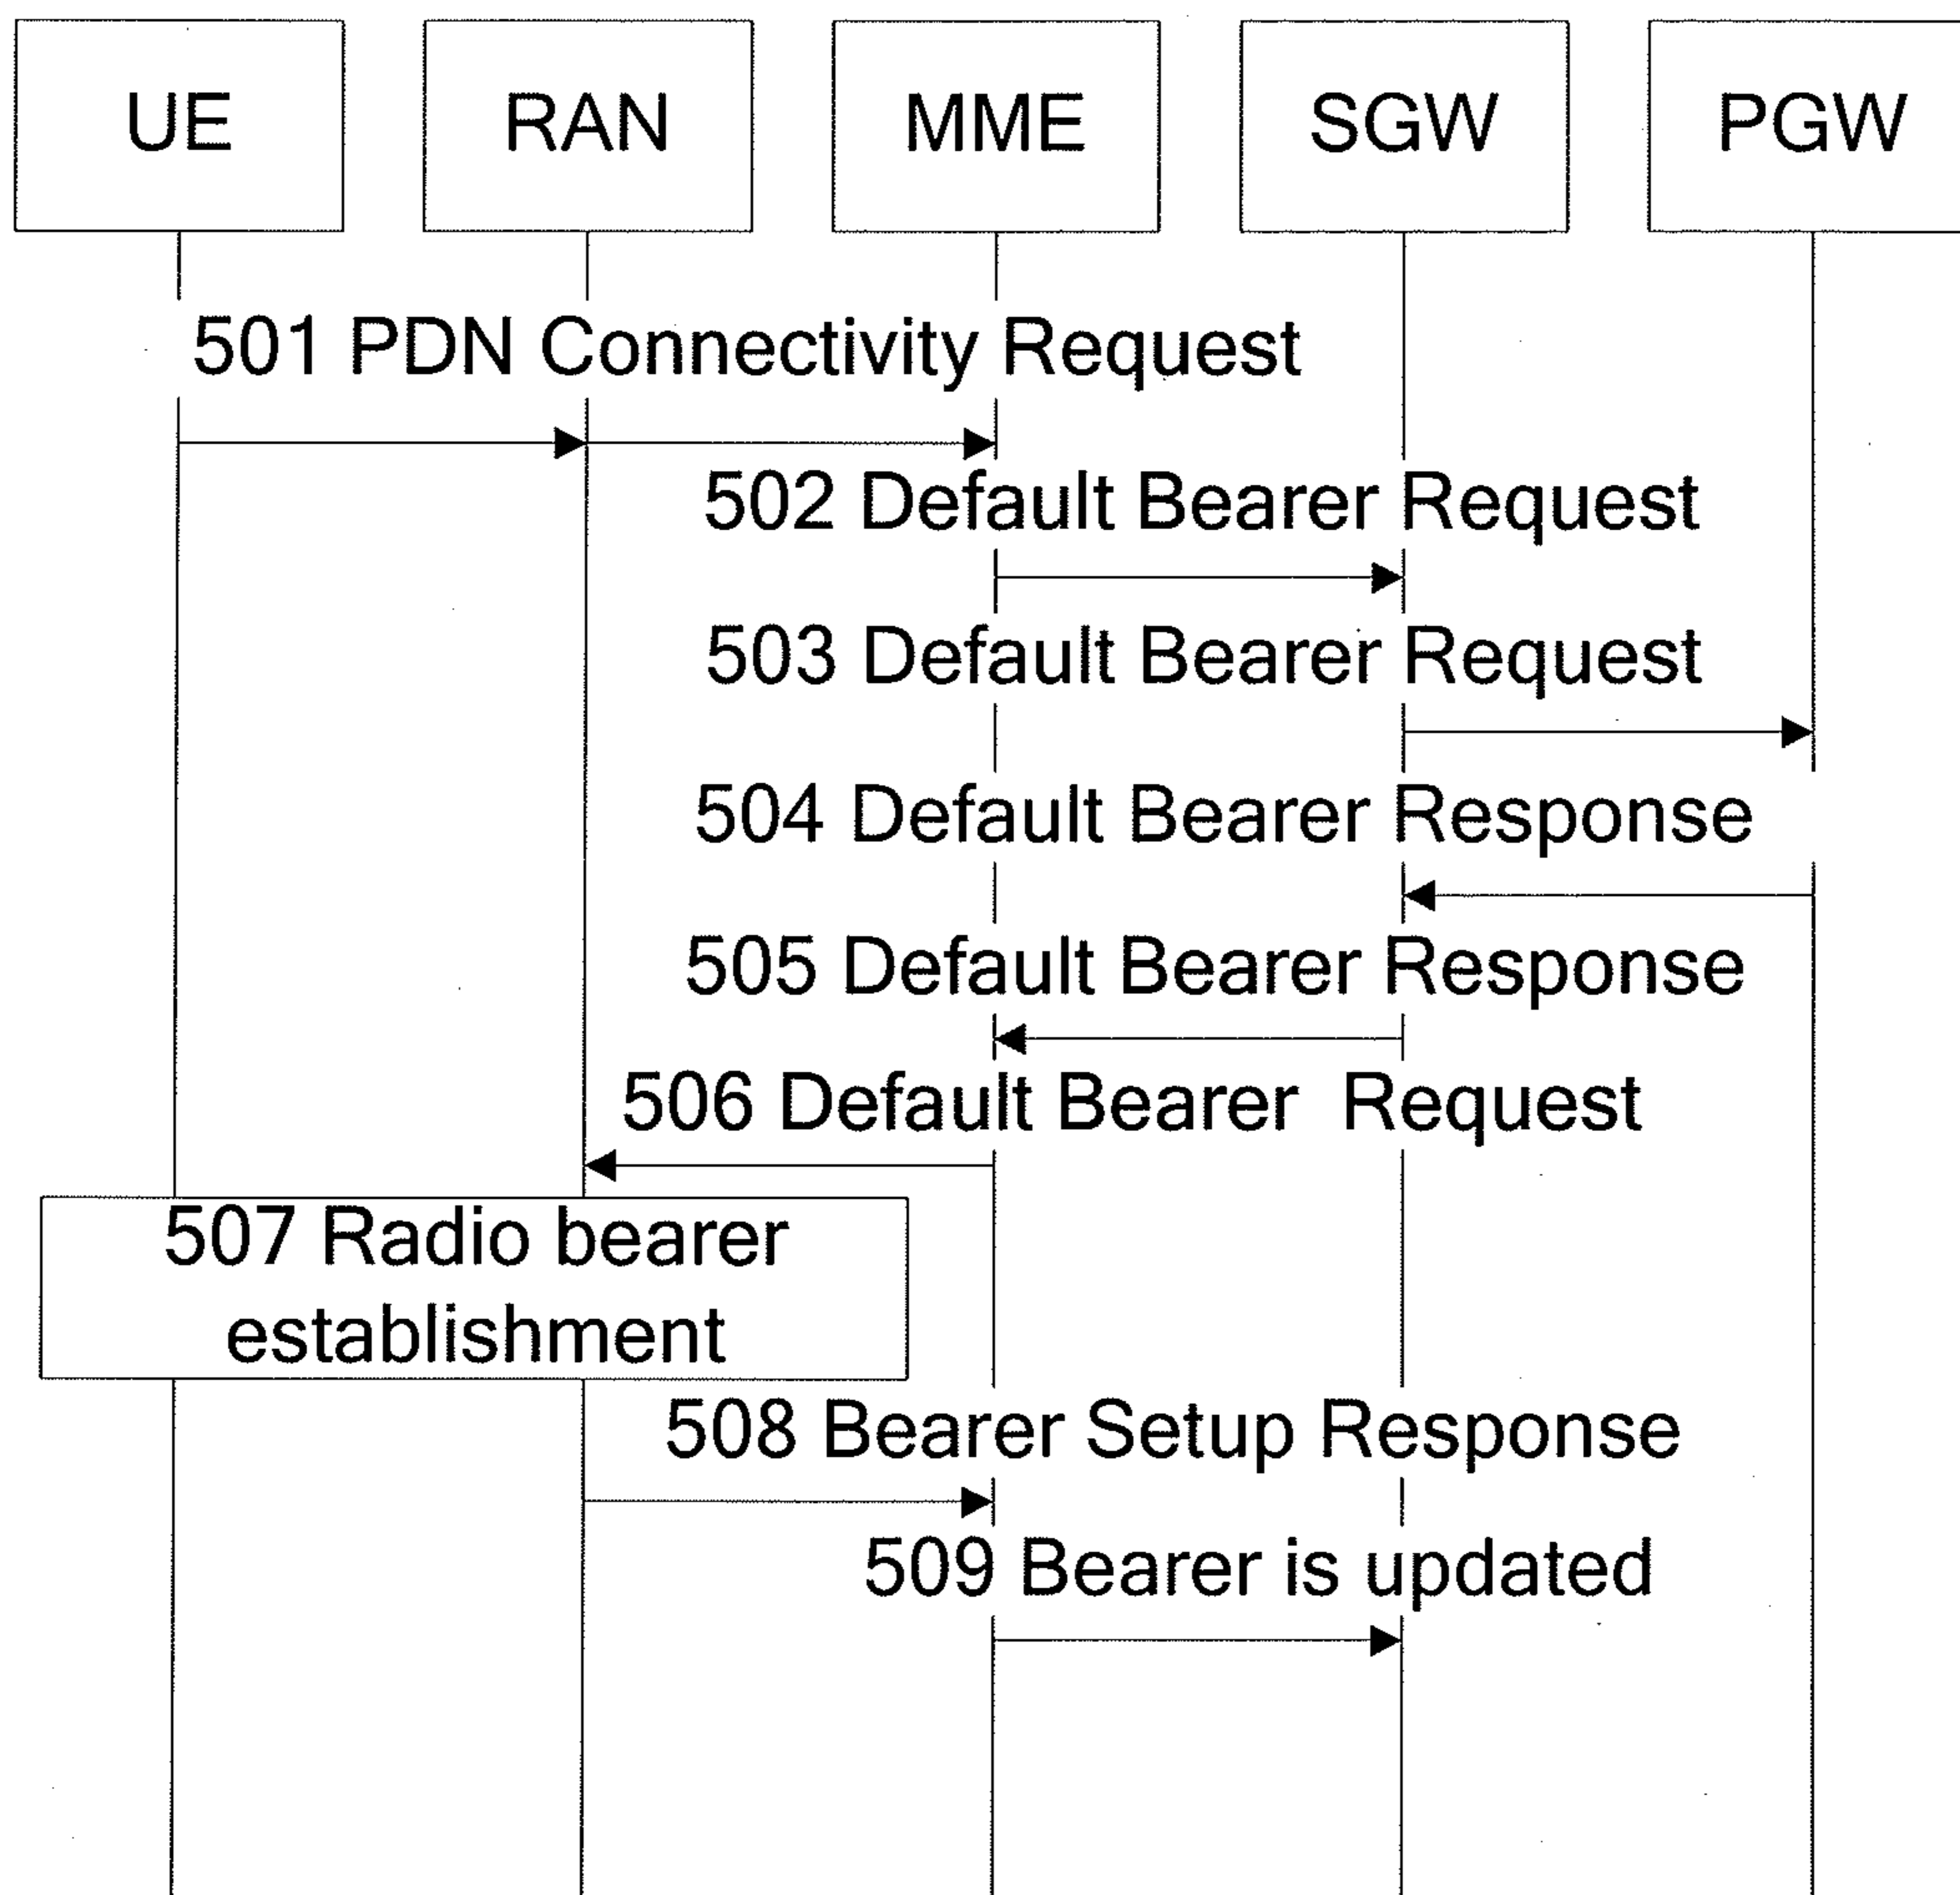 UE RAN MME SGW PGW
501 PDN Connectivity Request
502 Default Bearer Request
503 Default Bearer Request
504 Default Bearer Response
505 Default Bearer Response
506 Default Bearer Request
507 Radio bearer
establishment
508 Bearer Setup Response
509 Bearer is updated